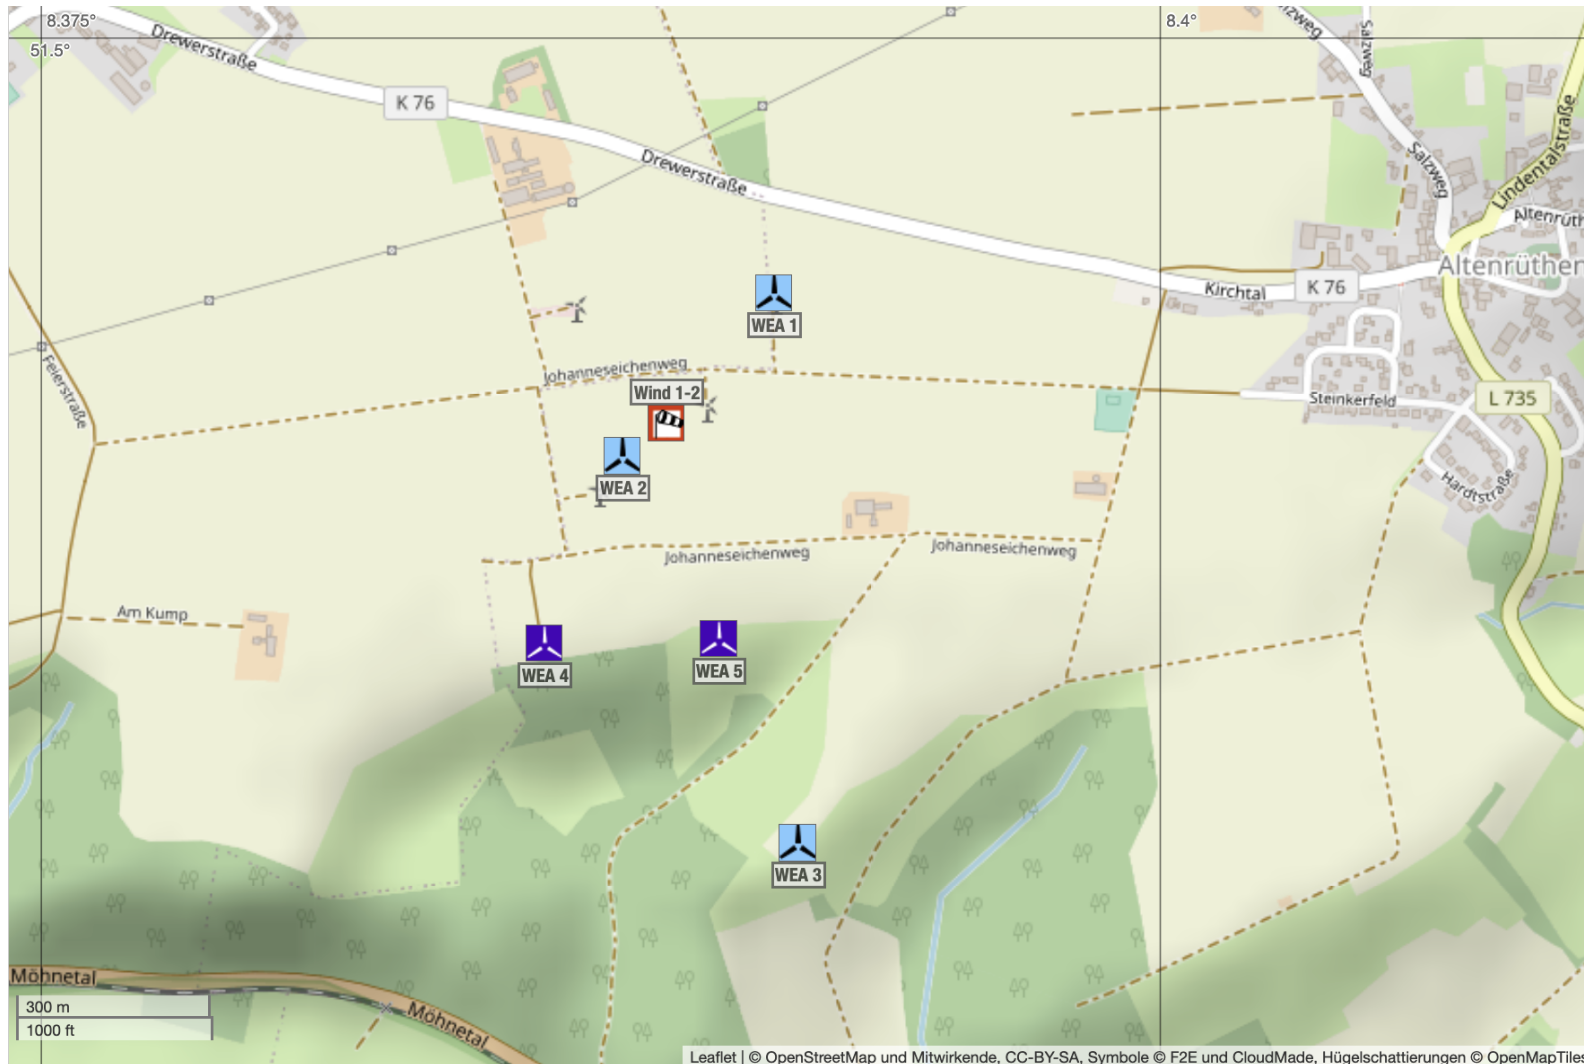 8.375°
8.4°
51.5°
Drewerstraße
K 76
Drewerstraße
Salzweg
Salzweg
Lindentalstraße
Altenrüth
Altenrüthen
Kirchtal
K 76
WEA 1
Johanneseichenweg
Feierstraße
Wind 1-2
Steinkerfeld
L 735
WEA 2
Hardtstraße
Johanneseichenweg
Johanneseichenweg
Am Kump
WEA 4
WEA 5
WEA 3
Möhnetal
Möhnetal
300 m
1000 ft
Leaflet | © OpenStreetMap und Mitwirkende, CC-BY-SA, Symbole © F2E und CloudMade, Hügelschattierungen © OpenMapTiles